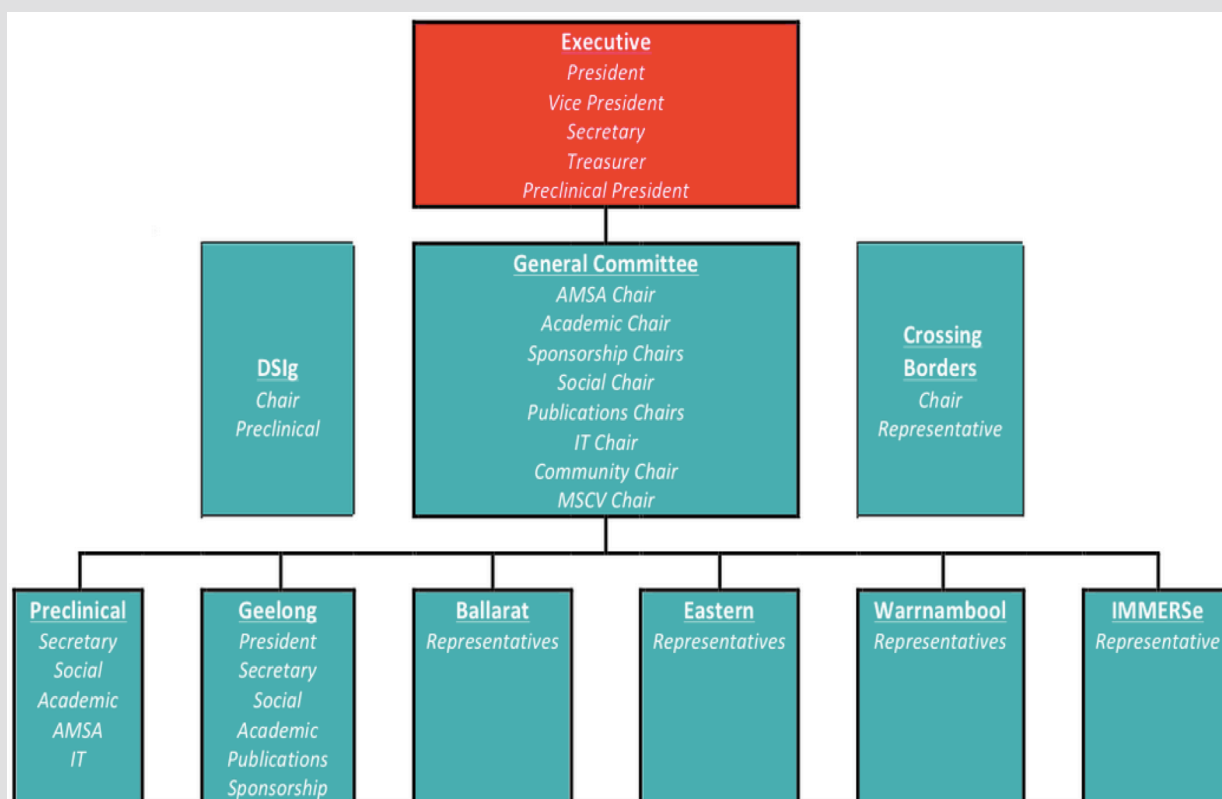 Executive
President
Vice President
Secretary
Treasurer
Preclinical President
DSIg
Chair
Preclinical
General Committee
AMSA Chair
Academic Chair
Sponsorship Chairs
Social Chair
Publications Chairs
IT Chair
Community Chair
MSCV Chair
Crossing
Borders
Chair
Representative
Preclinical
Secretary
Social
Academic
AMSA
IT
Geelong
President
Secretary
Social
Academic
Publications
Sponsorship
Ballarat
Representatives
Eastern
Representatives
Warrnambool
Representatives
IMMERSe
Representative